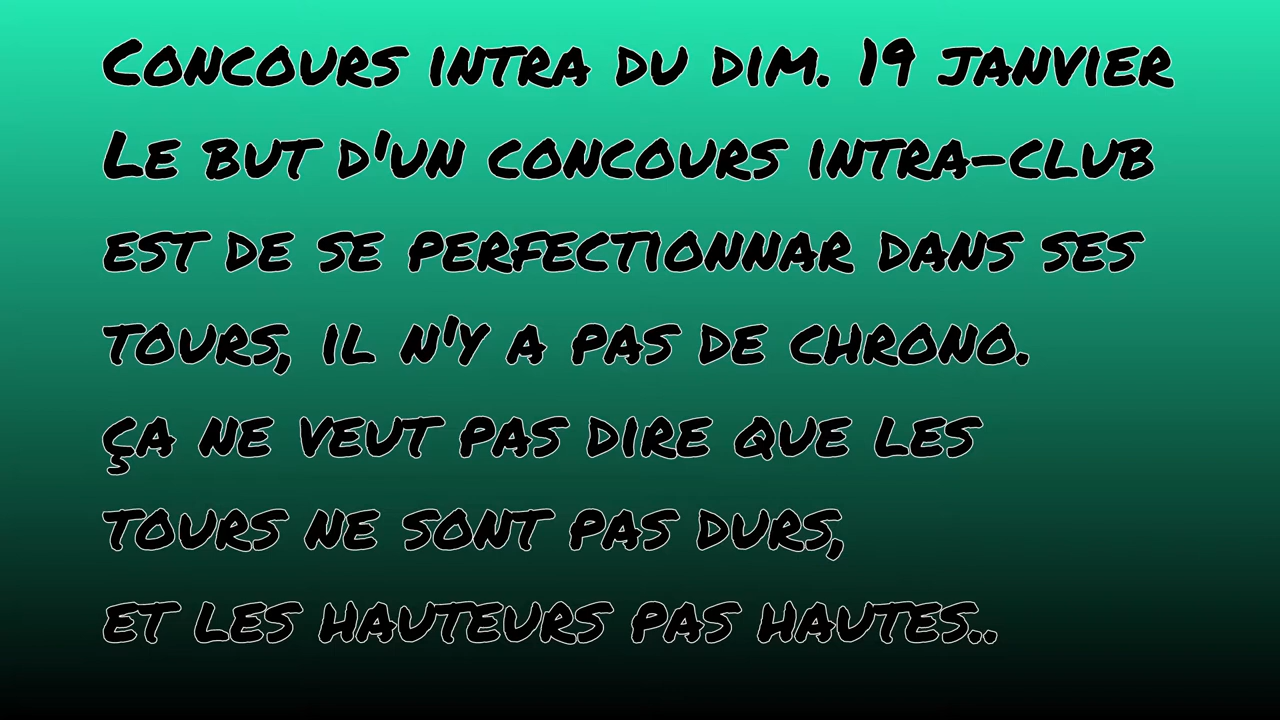 Concours intra du dim. 19 janvier
Le but d'un concours intra-club
est de se perfectionnar dans ses
tours, il n'y a pas de chrono.
ça ne veut pas dire que les
tours ne sont pas durs,
et les hauteurs pas hautes..